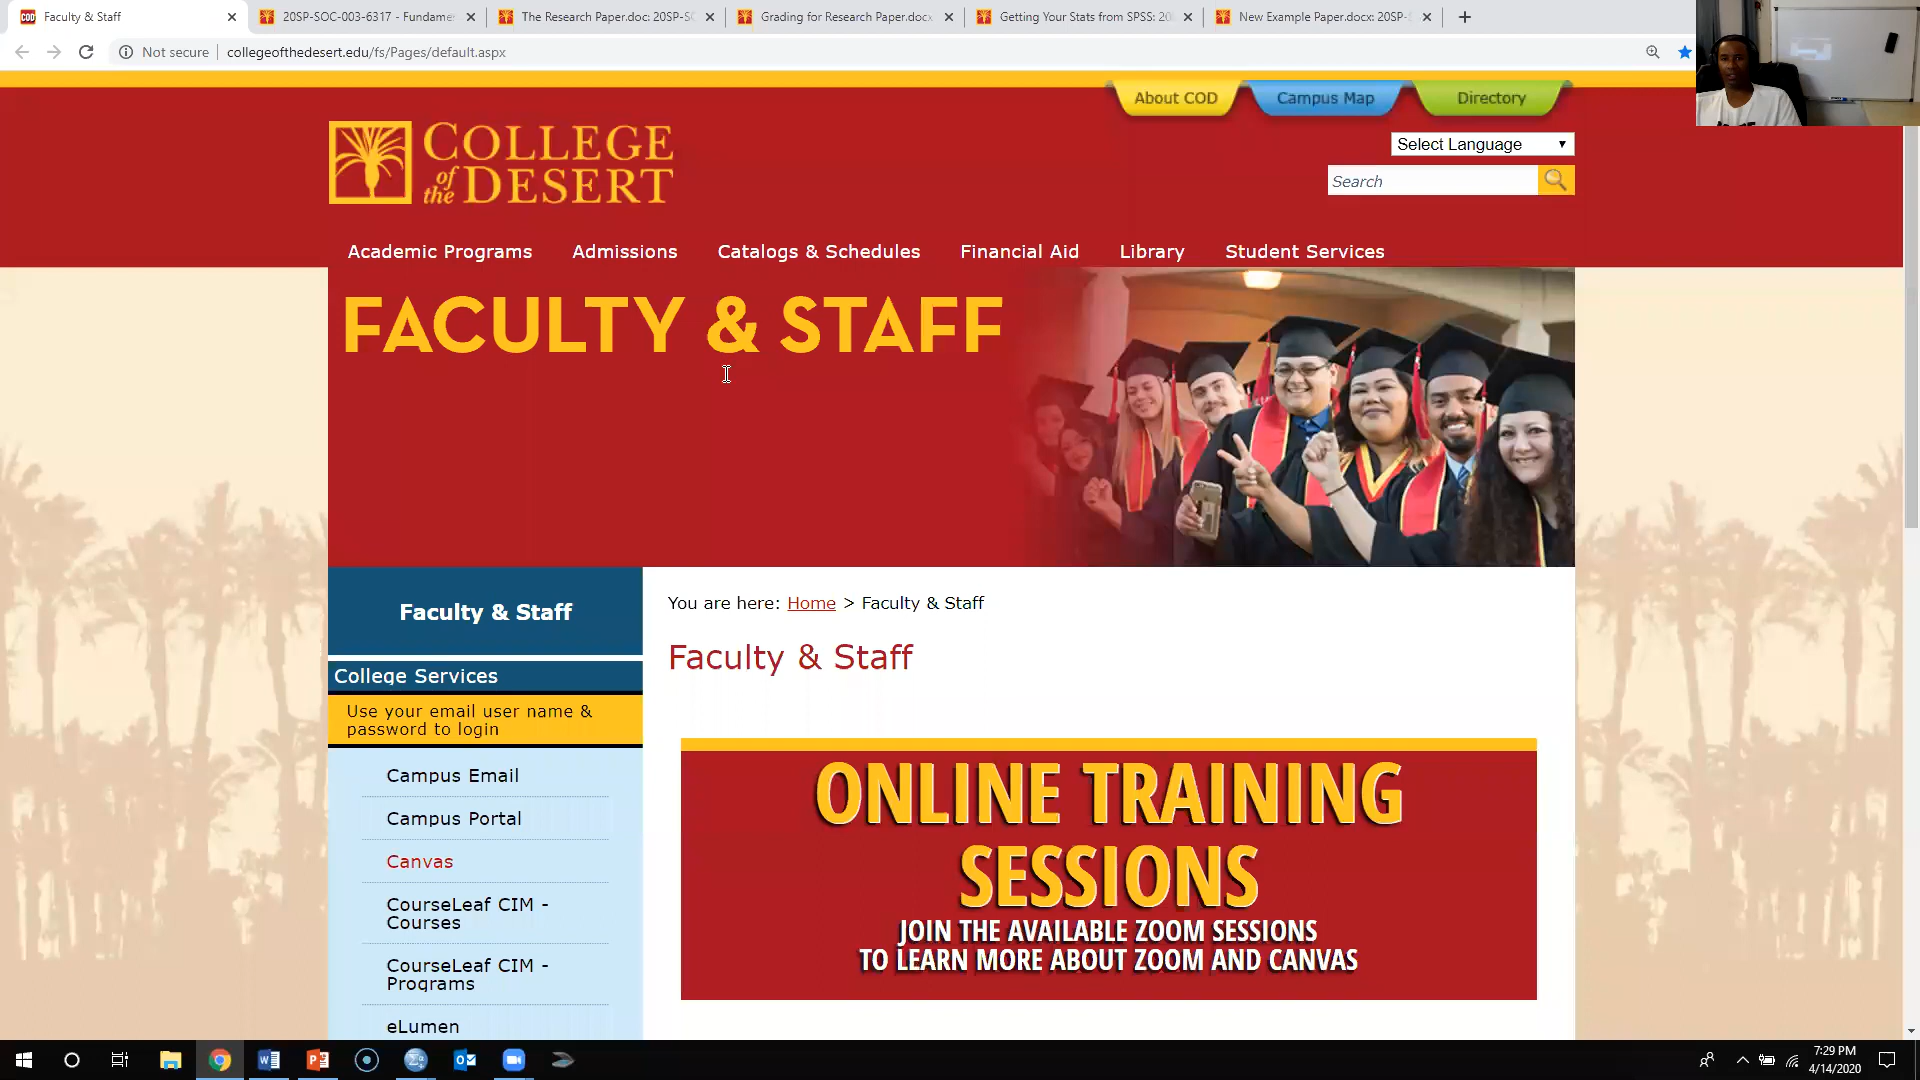 Faculty & Staff
20SP-SOC-003-6317 - Fundame
The Research Paper.doc: 20SP-SO
Grading for Research Paper.docx
Getting Your Stats from SPSS: 20
New Example Paper.docx: 20SP-
Not secure
collegeofthedesert.edu/fs/Pages/default.aspx
About COD
Campus Map
Directory
COLLEGE
of the DESERT
Select Language
Search
Academic Programs
Admissions
Catalogs & Schedules
Financial Aid
Library
Student Services
FACULTY & STAFF
Faculty & Staff
You are here: Home > Faculty & Staff
Faculty & Staff
College Services
Use your email user name &
password to login
Campus Email
Campus Portal
Canvas
CourseLeaf CIM -
Courses
CourseLeaf CIM -
Programs
eLumen
ONLINE TRAINING
SESSIONS
JOIN THE AVAILABLE ZOOM SESSIONS
TO LEARN MORE ABOUT ZOOM AND CANVAS
7:29 PM
4/14/2020